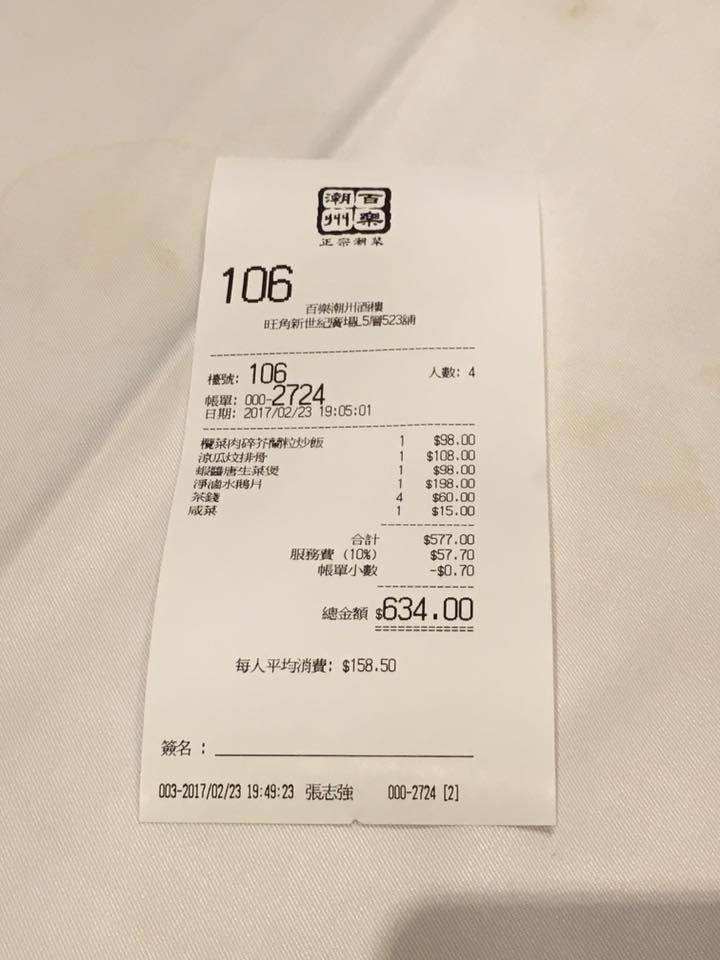 潮百
州樂
正宗潮菜
106
百樂潮州酒樓
旺角新世紀廣場L5層523舖
檯號: 106 人數: 4
帳單: 000-2724
日期: 2017/02/23 19:05:01
欖菜肉碎芥蘭粒炒飯 1 $98.00
涼瓜炆排骨 1 $108.00
蝦醬唐生菜煲 1 $98.00
淨滷水鵝片 1 $198.00
茶錢 4 $60.00
咸菜 1 $15.00
合計 $577.00
服務費 (10%) $57.70
帳單小數 -$0.70
總金額 $634.00
每人平均消費: $158.50
簽名 :
003-2017/02/23 19:49:23 張志強 000-2724 [2]